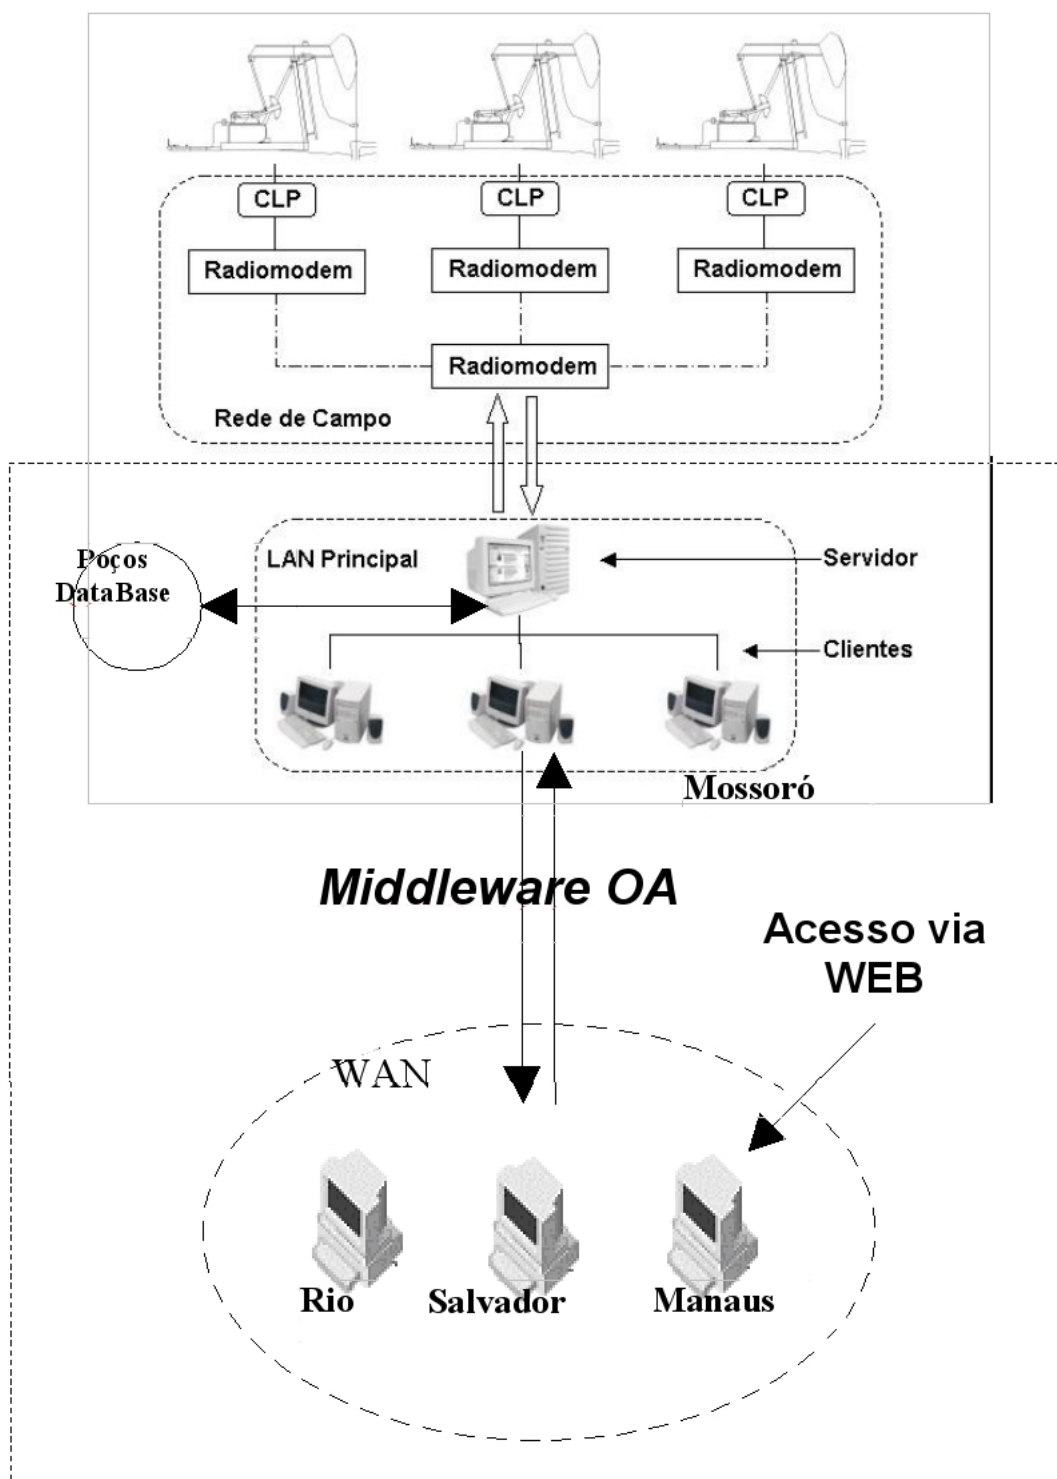 CLP
CLP
CLP
Radiomodem
Radiomodem
Radiomodem
Radiomodem
Rede de Campo
Poços
DataBase
LAN Principal
Servidor
Clientes
Mossoró
Middleware OA
Acesso via
WEB
WAN
Rio
Salvador
Manaus